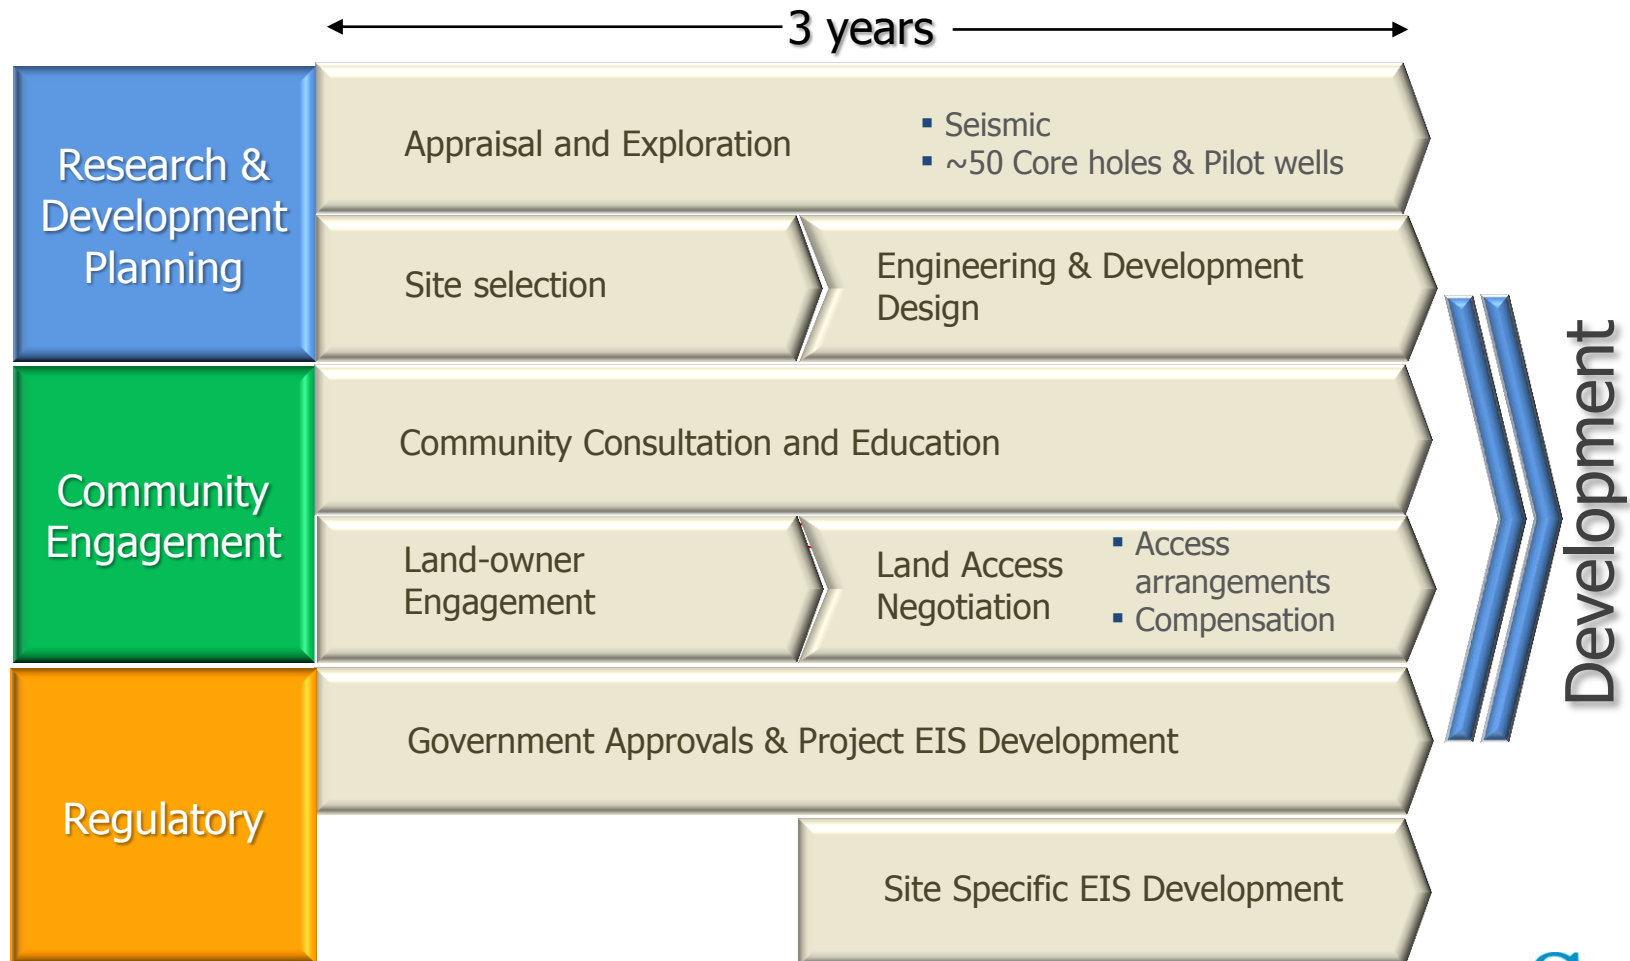 3 years
Research &
Development
Planning
Appraisal and Exploration
▪ Seismic
▪ ~50 Core holes & Pilot wells
Site selection
Engineering & Development
Design
Community
Engagement
Community Consultation and Education
Land-owner
Engagement
Land Access
Negotiation
▪ Access
arrangements
▪ Compensation
Regulatory
Government Approvals & Project EIS Development
Site Specific EIS Development
Development